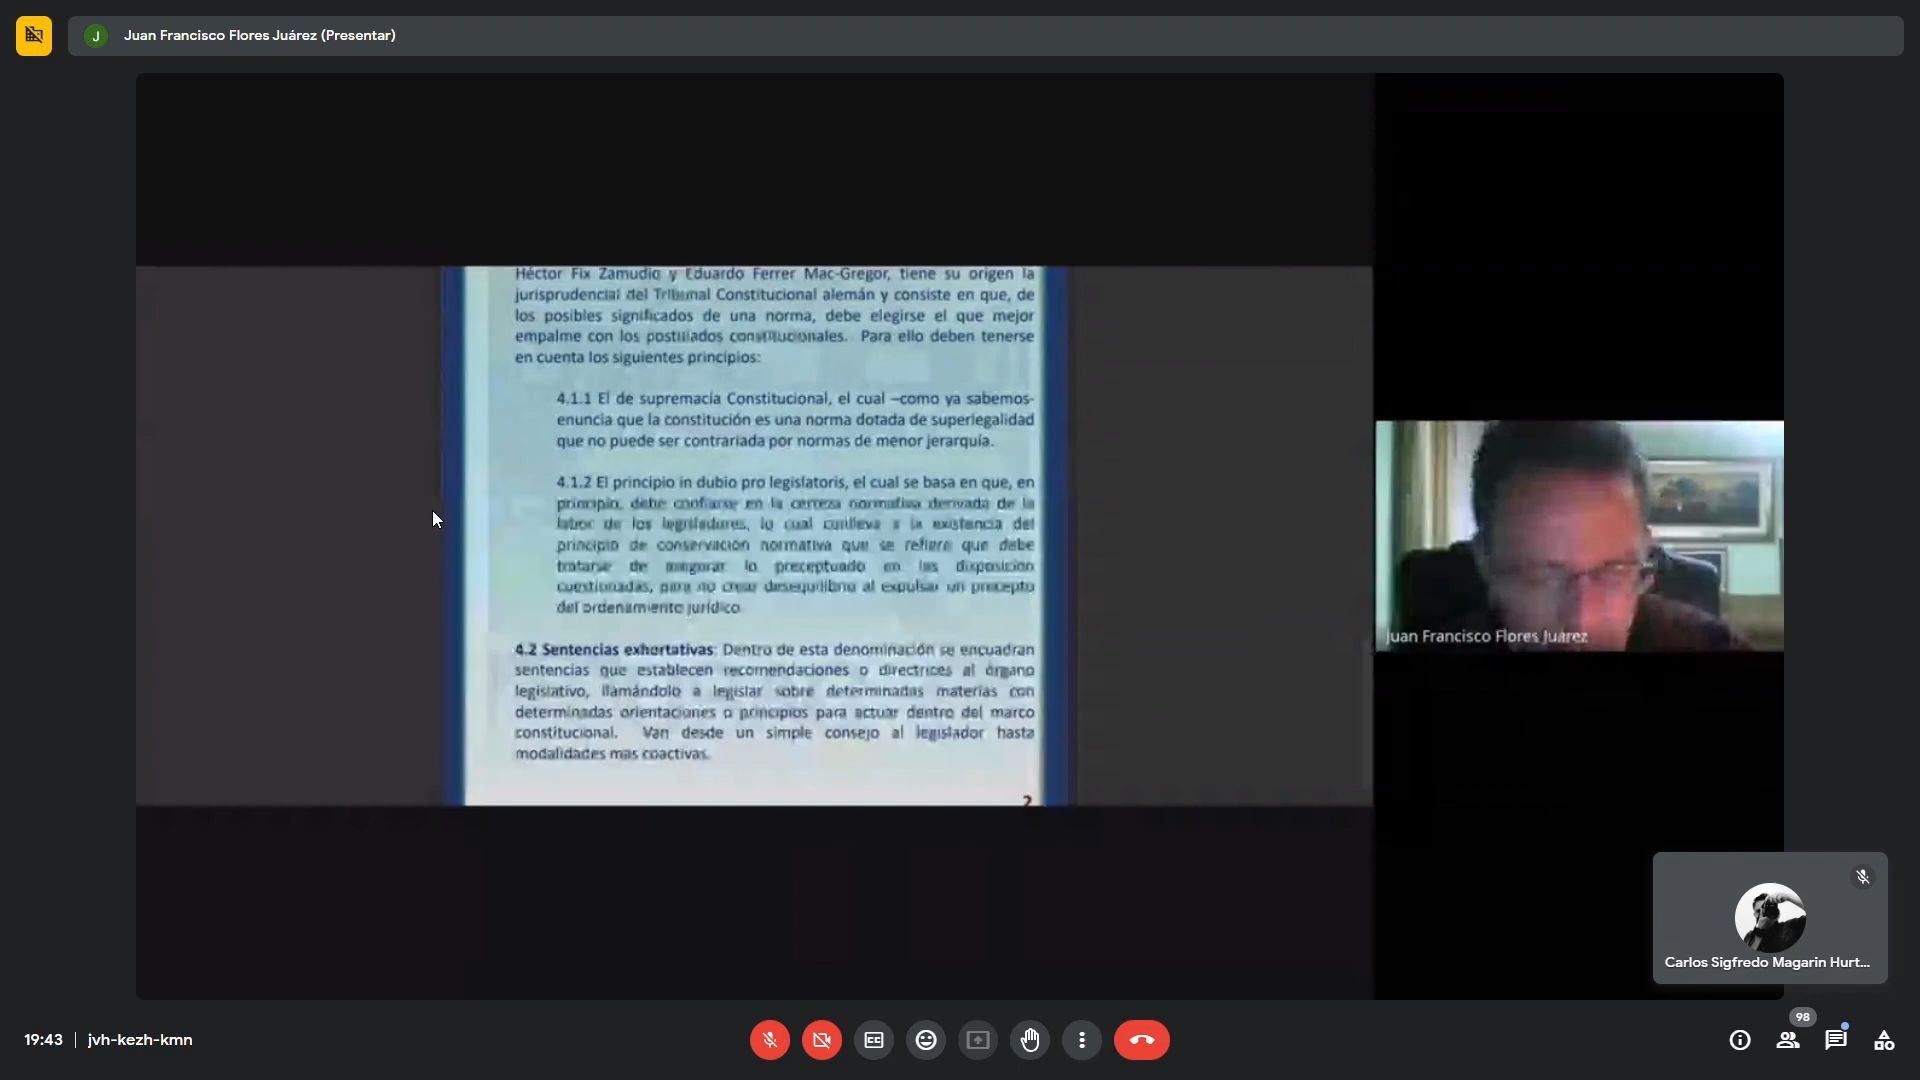 J Juan Francisco Flores Juárez (Presentar)
Héctor Fix Zamudio y Eduardo Ferrer Mac-Gregor, tiene su origen la
jurisprudencial del Tribunal Constitucional alemán y consiste en que, de
los posibles significados de una norma, debe elegirse el que mejor
empalme con los postulados constitucionales. Para ello deben tenerse
en cuenta los siguientes principios:
4.1.1 El de supremacía Constitucional, el cual –como ya sabemos-
enuncia que la constitución es una norma dotada de superlegalidad
que no puede ser contrariada por normas de menor jerarquía.
4.1.2 El principio in dubio pro legislatoris, el cual se basa en que, en
principio, debe confiarse en la certeza normativa derivada de la
labor de los legisladores, lo cual conlleva a la existencia del
principio de conservación normativa que se refiere que debe
tratarse de asegurar lo preceptuado en las disposición
cuestionadas, para no crear desequilibrio al expulsar un precepto
del ordenamiento jurídico.
4.2 Sentencias exhortativas: Dentro de esta denominación se encuadran
sentencias que establecen recomendaciones o directrices al órgano
legislativo, llamándolo a legislar sobre determinadas materias con
determinadas orientaciones o principios para actuar dentro del marco
constitucional. Van desde un simple consejo al legislador hasta
modalidades mas coactivas.
2
Juan Francisco Flores Juárez
Carlos Sigfredo Magarin Hurt...
19:43 | jvh-kezh-kmn
98